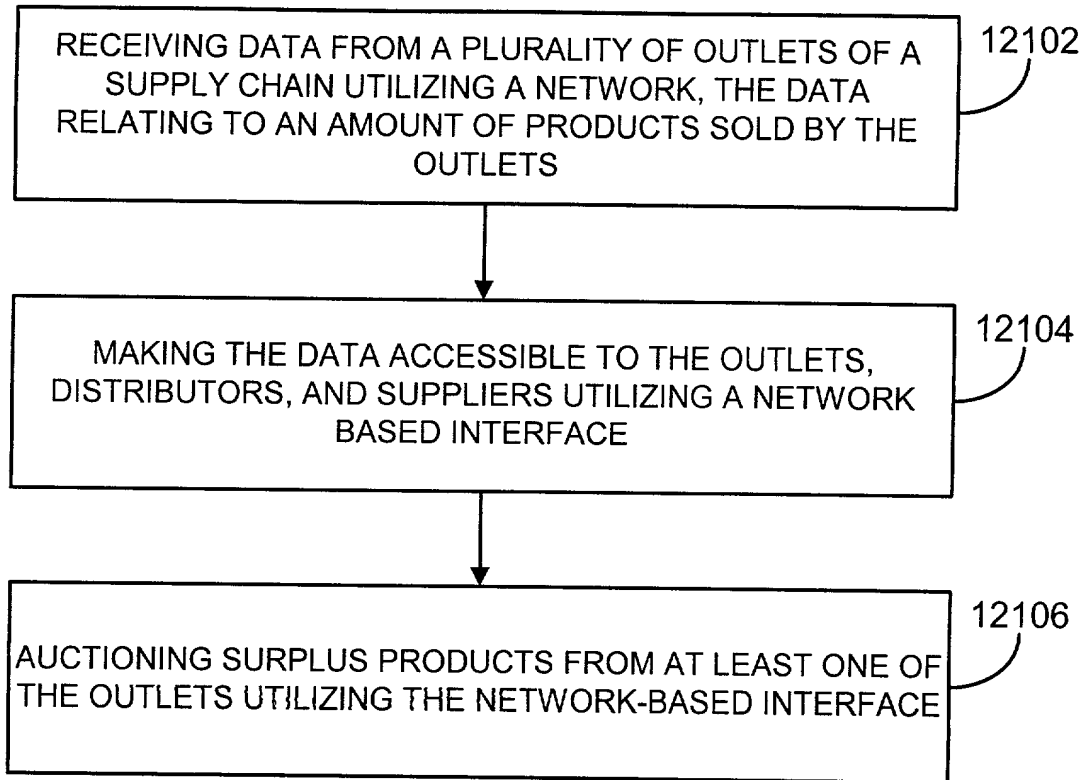 RECEIVING DATA FROM A PLURALITY OF OUTLETS OF A
SUPPLY CHAIN UTILIZING A NETWORK, THE DATA
RELATING TO AN AMOUNT OF PRODUCTS SOLD BY THE
OUTLETS
12102
MAKING THE DATA ACCESSIBLE TO THE OUTLETS,
DISTRIBUTORS, AND SUPPLIERS UTILIZING A NETWORK
BASED INTERFACE
12104
AUCTIONING SURPLUS PRODUCTS FROM AT LEAST ONE OF
THE OUTLETS UTILIZING THE NETWORK-BASED INTERFACE
12106